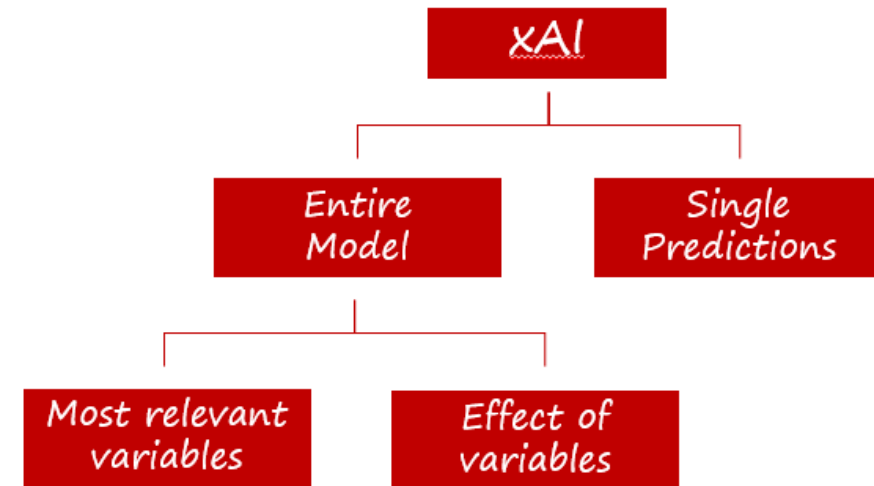 xAI
Entire
Model
Single
Predictions
Most relevant
variables
Effect of
variables